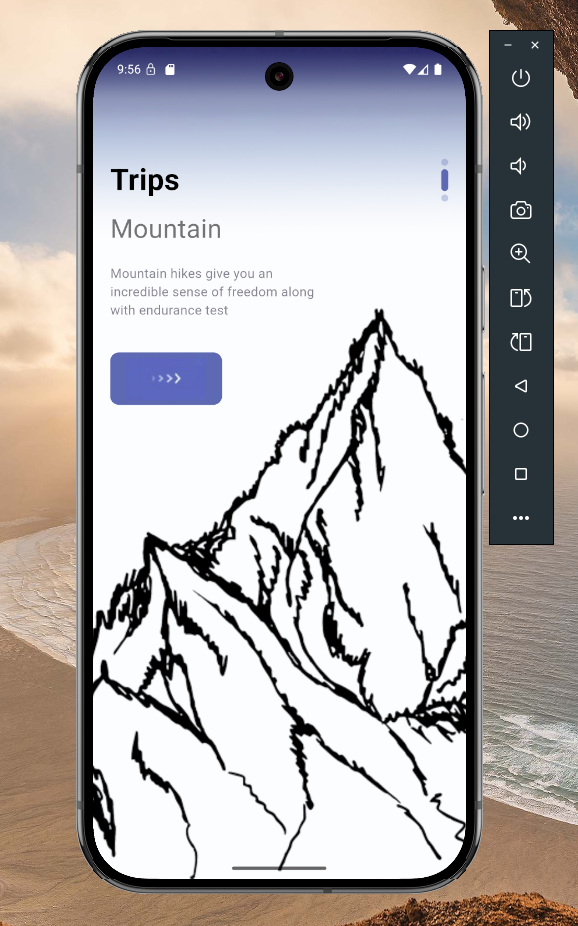 9:56
Trips
Mountain
Mountain hikes give you an
incredible sense of freedom along
with endurance test